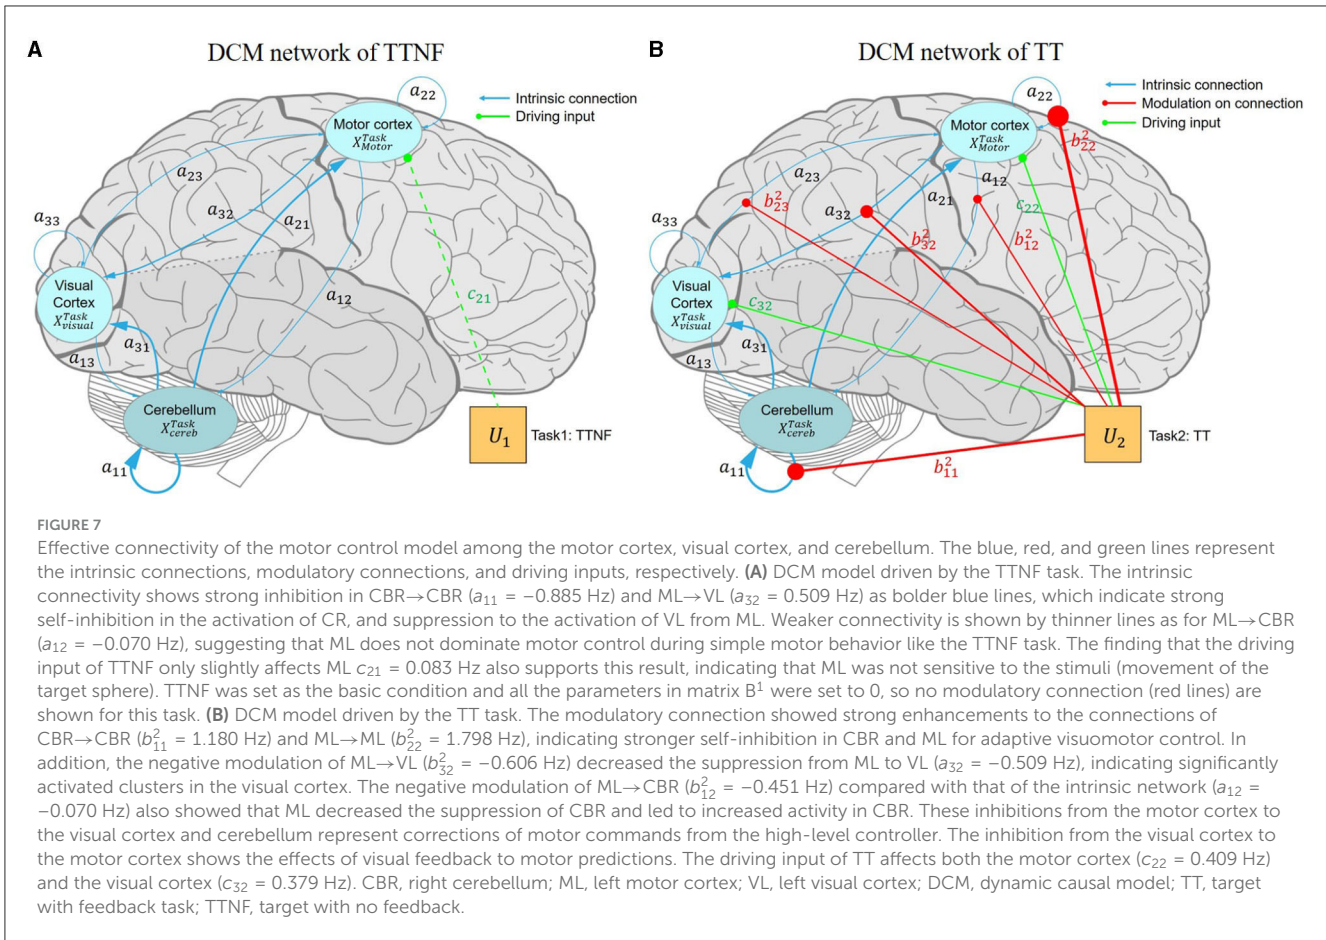 A
DCM network of TTNF
Intrinsic connection
Driving input
a₂₂
Motor cortex
X_Motor^Task
a₂₃
a₃₂
a₂₁
a₃₃
Visual
Cortex
X_visual^Task
a₁₂
c₂₁
a₃₁
a₁₃
Cerebellum
X_cereb^Task
U₁
Task1: TTNF
a₁₁
B
DCM network of TT
Intrinsic connection
Modulation on connection
Driving input
a₂₂
Motor cortex
X_Motor^Task
b²₂₂
a₂₃
a₁₂
b²₂₃
a₃₂
a₂₁
c₂₂
a₃₃
b²₃₂
b²₁₂
Visual
Cortex
X_visual^Task
c₃₂
a₃₁
a₁₃
Cerebellum
X_cereb^Task
U₂
Task2: TT
a₁₁
b²₁₁
FIGURE 7
Effective connectivity of the motor control model among the motor cortex, visual cortex, and cerebellum. The blue, red, and green lines represent
the intrinsic connections, modulatory connections, and driving inputs, respectively. (A) DCM model driven by the TTNF task. The intrinsic
connectivity shows strong inhibition in CBR→CBR (a₁₁ = −0.885 Hz) and ML→VL (a₃₂ = 0.509 Hz) as bolder blue lines, which indicate strong
self-inhibition in the activation of CR, and suppression to the activation of VL from ML. Weaker connectivity is shown by thinner lines as for ML→CBR
(a₁₂ = −0.070 Hz), suggesting that ML does not dominate motor control during simple motor behavior like the TTNF task. The finding that the driving
input of TTNF only slightly affects ML c₂₁ = 0.083 Hz also supports this result, indicating that ML was not sensitive to the stimuli (movement of the
target sphere). TTNF was set as the basic condition and all the parameters in matrix B¹ were set to 0, so no modulatory connection (red lines) are
shown for this task. (B) DCM model driven by the TT task. The modulatory connection showed strong enhancements to the connections of
CBR→CBR (b²₁₁ = 1.180 Hz) and ML→ML (b²₂₂ = 1.798 Hz), indicating stronger self-inhibition in CBR and ML for adaptive visuomotor control. In
addition, the negative modulation of ML→VL (b²₃₂ = −0.606 Hz) decreased the suppression from ML to VL (a₃₂ = −0.509), indicating significantly
activated clusters in the visual cortex. The negative modulation of ML→CBR (b²₁₂ = −0.451 Hz) compared with that of the intrinsic network (a₁₂ =
−0.070 Hz) also showed that ML decreased the suppression of CBR and led to increased activity in CBR. These inhibitions from the motor cortex to
the visual cortex and cerebellum represent corrections of motor commands from the high-level controller. The inhibition from the visual cortex to
the motor cortex shows the effects of visual feedback to motor predictions. The driving input of TT affects both the motor cortex (c₂₂ = 0.409 Hz)
and the visual cortex (c₃₂ = 0.379 Hz). CBR, right cerebellum; ML, left motor cortex; VL, left visual cortex; DCM, dynamic causal model; TT, target
with feedback task; TTNF, target with no feedback.